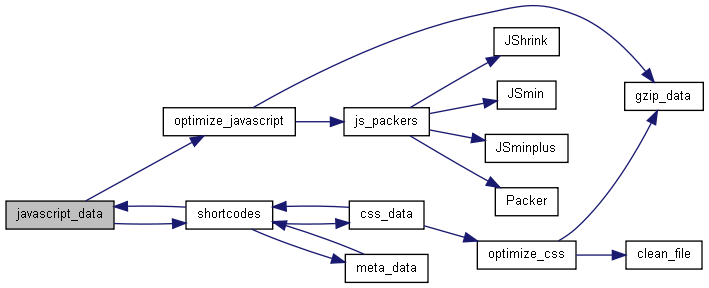 JShrink
gzip_data
JSmin
optimize_javascript
js_packers
JSminplus
Packer
javascript_data
shortcodes
css_data
optimize_css
clean_file
meta_data